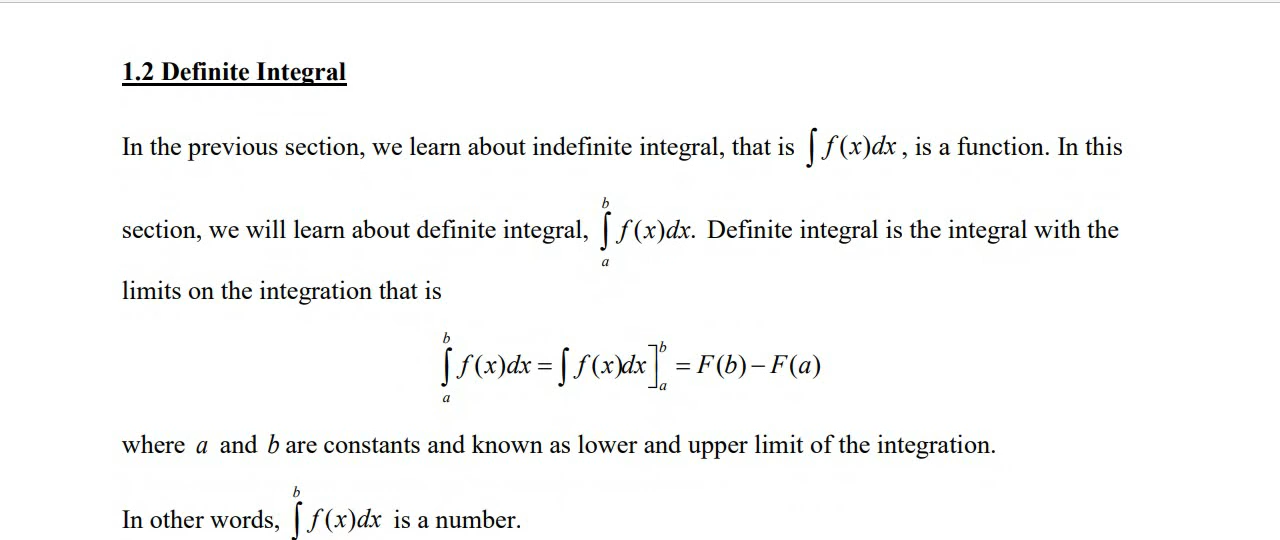 1.2 Definite Integral
In the previous section, we learn about indefinite integral, that is ∫ f(x)dx, is a function. In this
section, we will learn about definite integral, ∫_a^b f(x)dx. Definite integral is the integral with the
limits on the integration that is
∫_a^b f(x)dx = ∫ f(x)dx]_a^b = F(b) − F(a)
where a and b are constants and known as lower and upper limit of the integration.
In other words, ∫^b f(x)dx is a number.